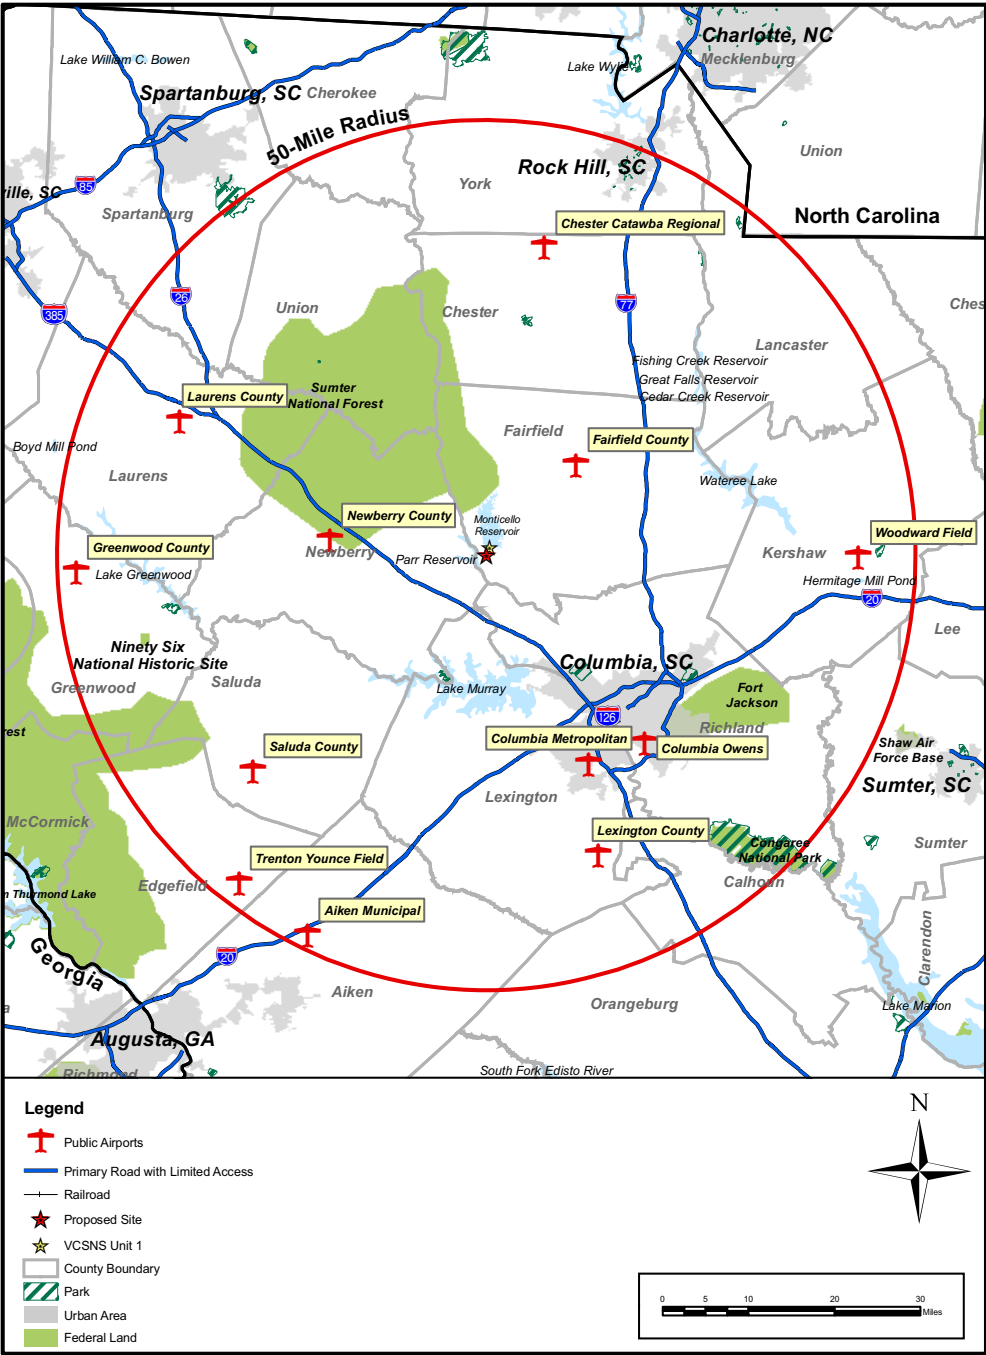 Charlotte, NC
Mecklenburg
Lake William C. Bowen
Lake Wylie
Spartanburg, SC
Cherokee
50-Mile Radius
Union
Rock Hill, SC
York
85
ville, SC
Spartanburg
North Carolina
Chester Catawba Regional
26
77
Ches
385
Union
Chester
Lancaster
Fishing Creek Reservoir
Great Falls Reservoir
Cedar Creek Reservoir
Sumter
National Forest
Laurens County
Fairfield
Fairfield County
Boyd Mill Pond
Laurens
Wateree Lake
Newberry County
Monticello
Reservoir
Woodward Field
Greenwood County
Newberry
Parr Reservoir
Kershaw
Lake Greenwood
Hermitage Mill Pond
20
Lee
Ninety Six
National Historic Site
Columbia, SC
Greenwood
Saluda
Lake Murray
Fort
Jackson
126
rest
Richland
Saluda County
Columbia Metropolitan
Columbia Owens
Shaw Air
Force Base
Sumter, SC
Lexington
McCormick
Lexington County
Congaree
National Park
Sumter
Trenton Younce Field
Edgefield
Calhoun
n Thurmond Lake
Aiken Municipal
Clarendon
Georgia
20
Aiken
Orangeburg
Lake Marion
a
Augusta, GA
Richmond
South Fork Edisto River
Legend
Public Airports
Primary Road with Limited Access
Railroad
Proposed Site
VCSNS Unit 1
County Boundary
Park
Urban Area
Federal Land
N
0 5 10 20 30
Miles